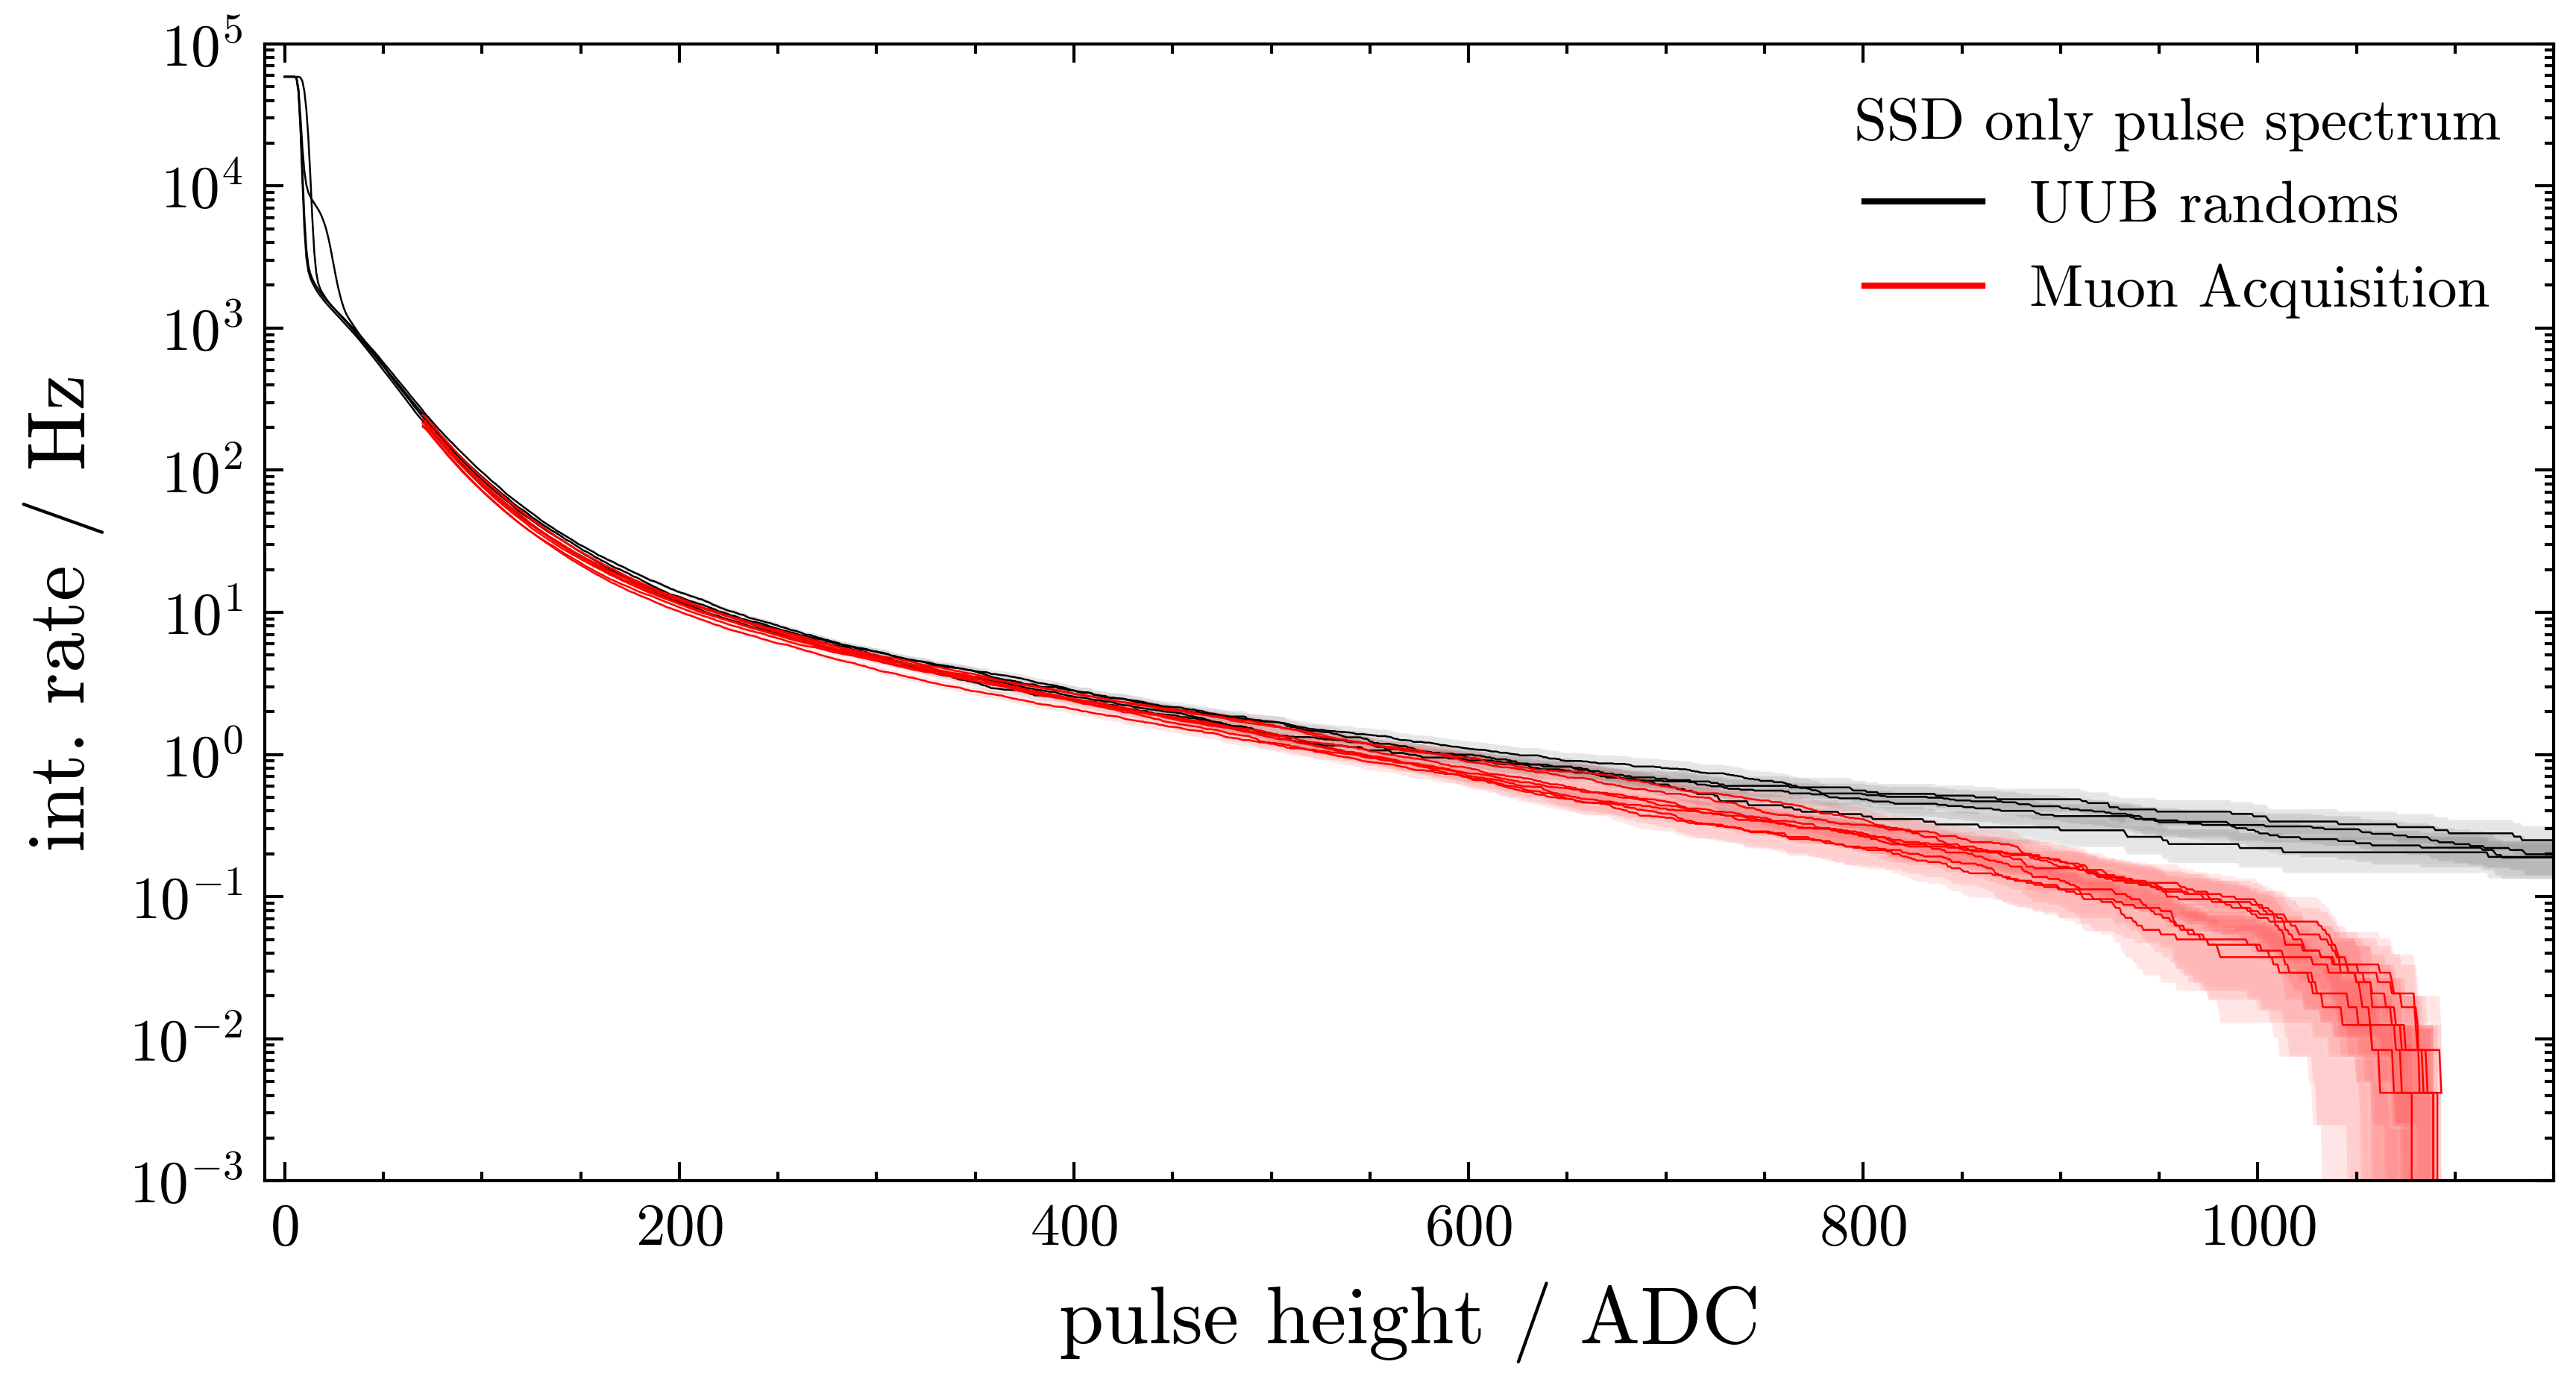 SSD only pulse spectrum
UUB randoms
Muon Acquisition
int. rate / Hz
10^5
10^4
10^3
10^2
10^1
10^0
10^−1
10^−2
10^−3
0 200 400 600 800 1000
pulse height / ADC